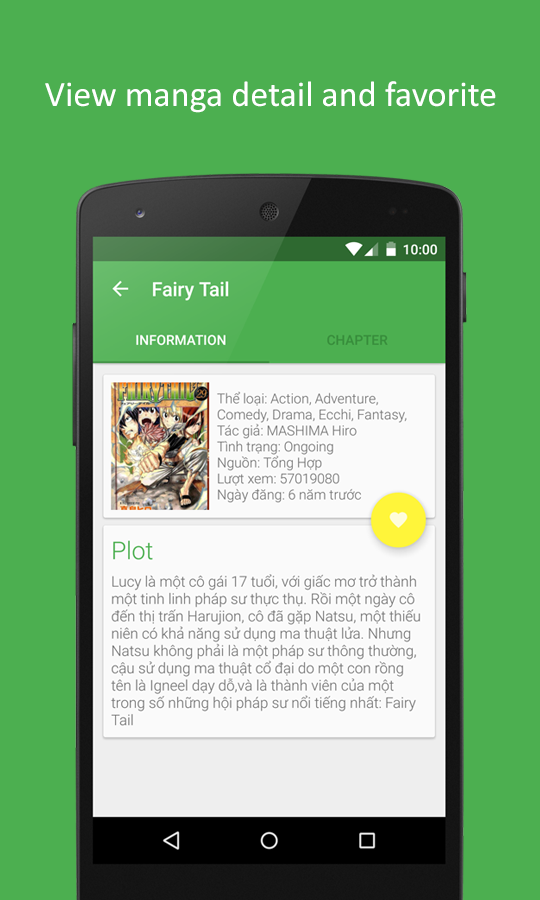 View manga detail and favorite
10:00
Fairy Tail
INFORMATION
CHAPTER
FAIRY TAIL
29
Thể loại: Action, Adventure,
Comedy, Drama, Ecchi, Fantasy,
Tác giả: MASHIMA Hiro
Tình trạng: Ongoing
Nguồn: Tổng Hợp
Lượt xem: 57019080
Ngày đăng: 6 năm trước
Plot
Lucy là một cô gái 17 tuổi, với giấc mơ trở thành
một tinh linh pháp sư thực thụ. Rồi một ngày cô
đến thị trấn Harujion, cô đã gặp Natsu, một thiếu
niên có khả năng sử dụng ma thuật lửa. Nhưng
Natsu không phải là một pháp sư thông thường,
cậu sử dụng ma thuật cổ đại do một con rồng
tên là Igneel dạy dỗ,và là thành viên của một
trong số những hội pháp sư nổi tiếng nhất: Fairy
Tail